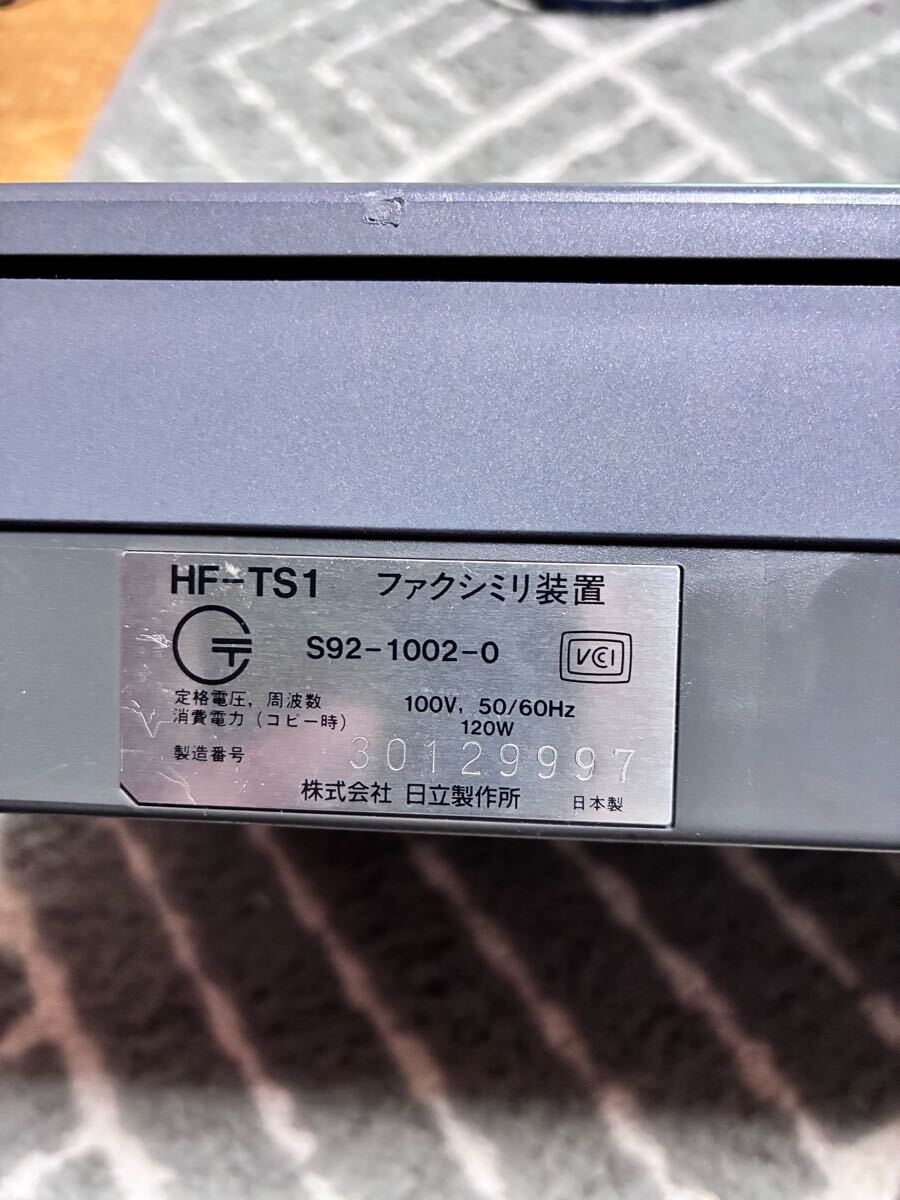 HF-TS1 ファクシミリ装置
S92-1002-0 VCCI
定格電圧, 周波数 100V, 50/60Hz
消費電力(コピー時) 120W
製造番号 30129997
株式会社 日立製作所 日本製